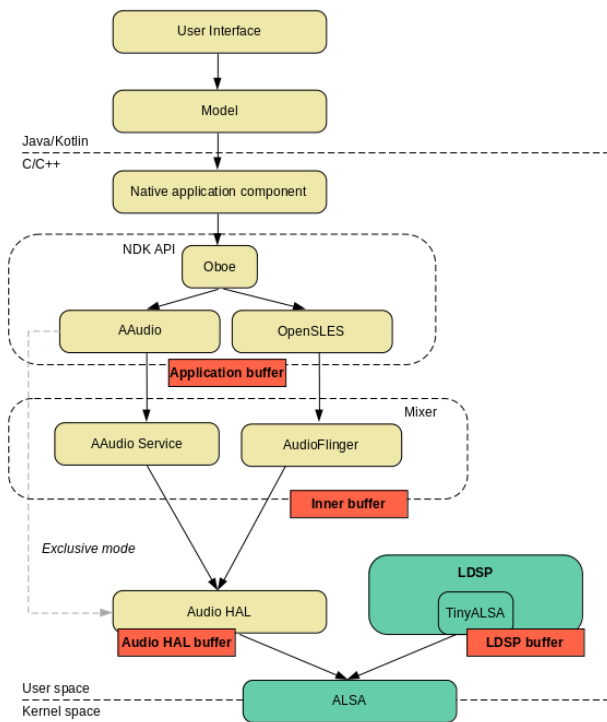 User Interface
Model
Java/Kotlin
C/C++
Native application component
NDK API
Oboe
AAudio
OpenSLES
Application buffer
Mixer
AAudio Service
AudioFlinger
Inner buffer
Exclusive mode
LDSP
TinyALSA
Audio HAL
Audio HAL buffer
LDSP buffer
User space
ALSA
Kernel space